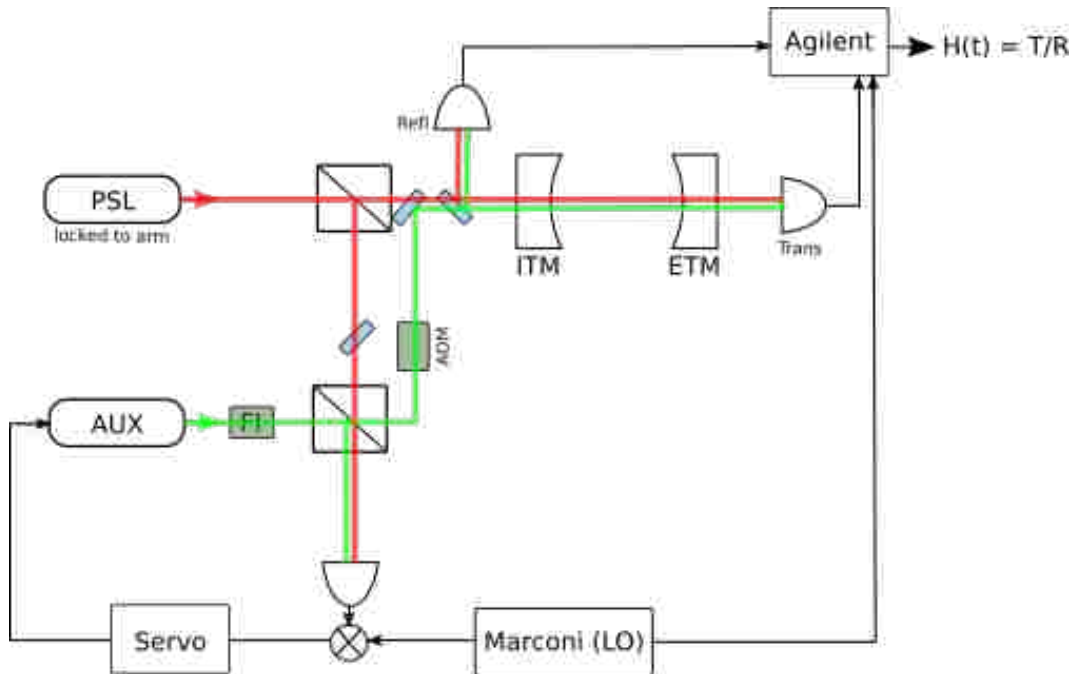 Agilent
H(t) = T/R
Refl
PSL
locked to arm
ITM
ETM
Trans
AOM
AUX
FI
Servo
Marconi (LO)